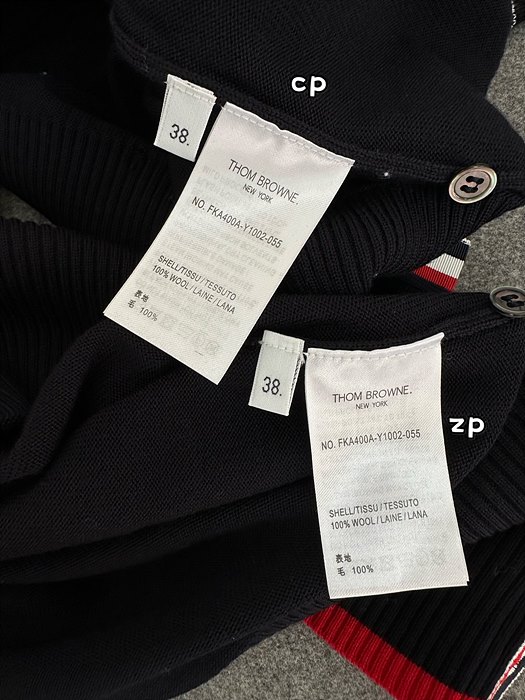 cp
38.
THOM BROWNE.
NEW YORK
NO. FKA400A-Y1002-055
SHELL/TISSU/TESSUTO
100% WOOL/LAINE/LANA
表地
毛 100%
38.
THOM BROWNE.
NEW YORK
zp
NO. FKA400A-Y1002-055
SHELL/TISSU/TESSUTO
100% WOOL/LAINE/LANA
表地
毛 100%